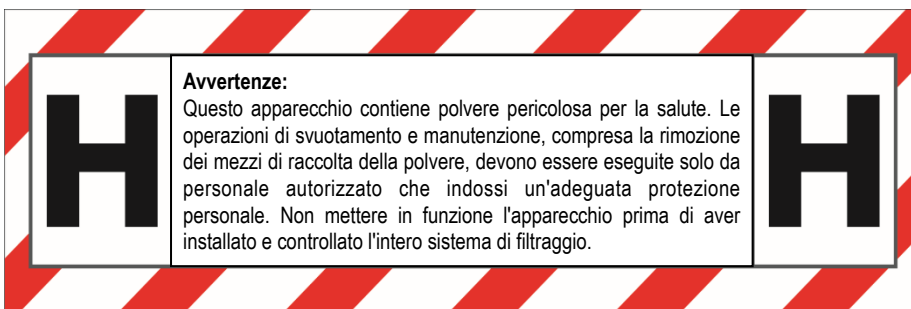 H
Avvertenze:
Questo apparecchio contiene polvere pericolosa per la salute. Le
operazioni di svuotamento e manutenzione, compresa la rimozione
dei mezzi di raccolta della polvere, devono essere eseguite solo da
personale autorizzato che indossi un'adeguata protezione
personale. Non mettere in funzione l'apparecchio prima di aver
installato e controllato l'intero sistema di filtraggio.
H